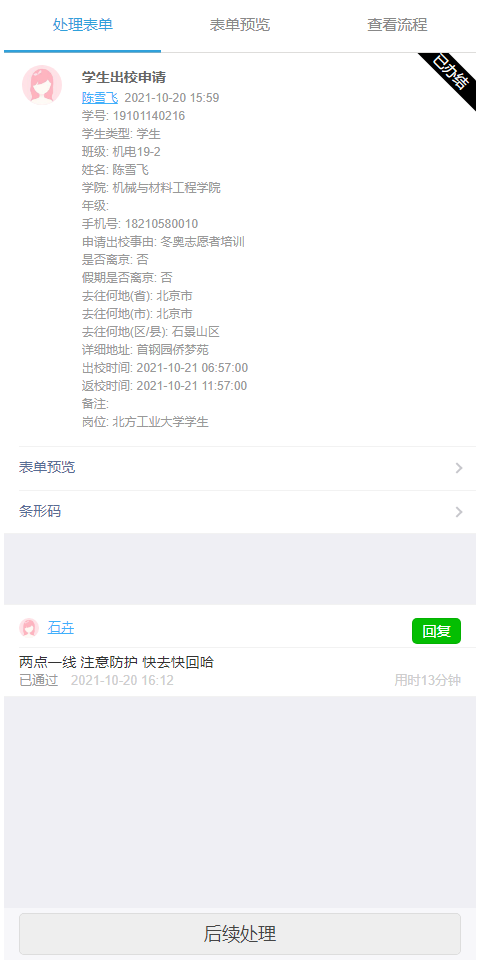 处理表单 表单预览 查看流程
已办结
学生出校申请
陈雪飞 2021-10-20 15:59
学号: 19101140216
学生类型: 学生
班级: 机电19-2
姓名: 陈雪飞
学院: 机械与材料工程学院
年级:
手机号: 18210580010
申请出校事由: 冬奥志愿者培训
是否离京: 否
假期是否离京: 否
去往何地(省): 北京市
去往何地(市): 北京市
去往何地(区/县): 石景山区
详细地址: 首钢园侨梦苑
出校时间: 2021-10-21 06:57:00
返校时间: 2021-10-21 11:57:00
备注:
岗位: 北方工业大学学生
表单预览
条形码
石卉 回复
两点一线 注意防护 快去快回哈
已通过 2021-10-20 16:12 用时13分钟
后续处理